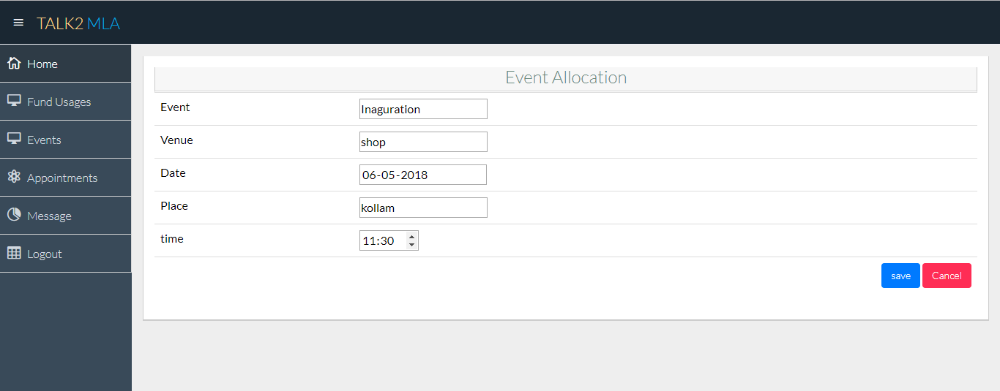 TALK2 MLA
Home
Fund Usages
Events
Appointments
Message
Logout
Event Allocation
Event Inaguration
Venue shop
Date 06-05-2018
Place kollam
time 11:30
save Cancel